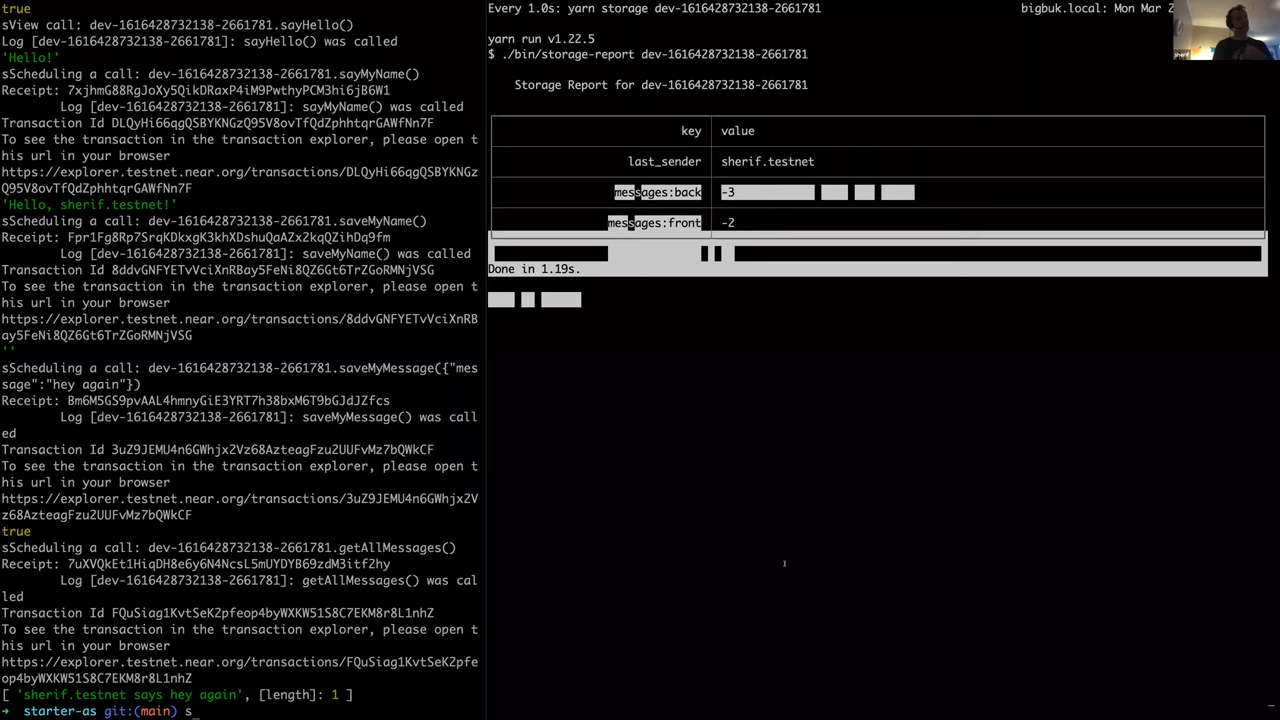 true
sView call: dev-1616428732138-2661781.sayHello()
Log [dev-1616428732138-2661781]: sayHello() was called
'Hello!'
sScheduling a call: dev-1616428732138-2661781.sayMyName()
Receipt: 7xjhmG88RgJoXy5QikDRaxP4iM9PwthyPCM3hi6jB6W1
Log [dev-1616428732138-2661781]: sayMyName() was called
Transaction Id DLQyHi66qgQSBYKNGzQ95V8ovTfQdZphhtqrGAWfNn7F
To see the transaction in the transaction explorer, please open t
his url in your browser
https://explorer.testnet.near.org/transactions/DLQyHi66qgQSBYKNGz
Q95V8ovTfQdZphhtqrGAWfNn7F
'Hello, sherif.testnet!'
sScheduling a call: dev-1616428732138-2661781.saveMyName()
Receipt: Fpr1Fg8Rp7SrqKDkxgK3khXDshuQaAZx2kqQZihDq9fm
Log [dev-1616428732138-2661781]: saveMyName() was called
Transaction Id 8ddvGNFYETvVciXnRBay5FeNi8QZ6Gt6TrZGoRMNjVSG
To see the transaction in the transaction explorer, please open t
his url in your browser
https://explorer.testnet.near.org/transactions/8ddvGNFYETvVciXnRB
ay5FeNi8QZ6Gt6TrZGoRMNjVSG
''
sScheduling a call: dev-1616428732138-2661781.saveMyMessage({"mes
sage":"hey again"})
Receipt: Bm6M5GS9pvAAL4hmnyGiE3YRT7h38bxM6T9bGJdJZfcs
Log [dev-1616428732138-2661781]: saveMyMessage() was call
ed
Transaction Id 3uZ9JEMU4n6GWhjx2Vz68AzteagFzu2UUFvMz7bQWkCF
To see the transaction in the transaction explorer, please open t
his url in your browser
https://explorer.testnet.near.org/transactions/3uZ9JEMU4n6GWhjx2V
z68AzteagFzu2UUFvMz7bQWkCF
true
sScheduling a call: dev-1616428732138-2661781.getAllMessages()
Receipt: 7uXVQkEt1HiqDH8e6y6N4NcsL5mUYDYB69zdM3itf2hy
Log [dev-1616428732138-2661781]: getAllMessages() was cal
led
Transaction Id FQuSiag1KvtSeK2pfeop4byWXKW51S8C7EKM8r8L1nhZ
To see the transaction in the transaction explorer, please open t
his url in your browser
https://explorer.testnet.near.org/transactions/FQuSiag1KvtSeK2pfe
op4byWXKW51S8C7EKM8r8L1nhZ
[ 'sherif.testnet says hey again', [length]: 1 ]
➜ starter-as git:(main) s
Every 1.0s: yarn storage dev-1616428732138-2661781
bigbuk.local: Mon Mar 2
yarn run v1.22.5
$ ./bin/storage-report dev-1616428732138-2661781
Storage Report for dev-1616428732138-2661781
key value
last_sender sherif.testnet
messages:back -3
messages:front -2
Done in 1.19s.
sherif